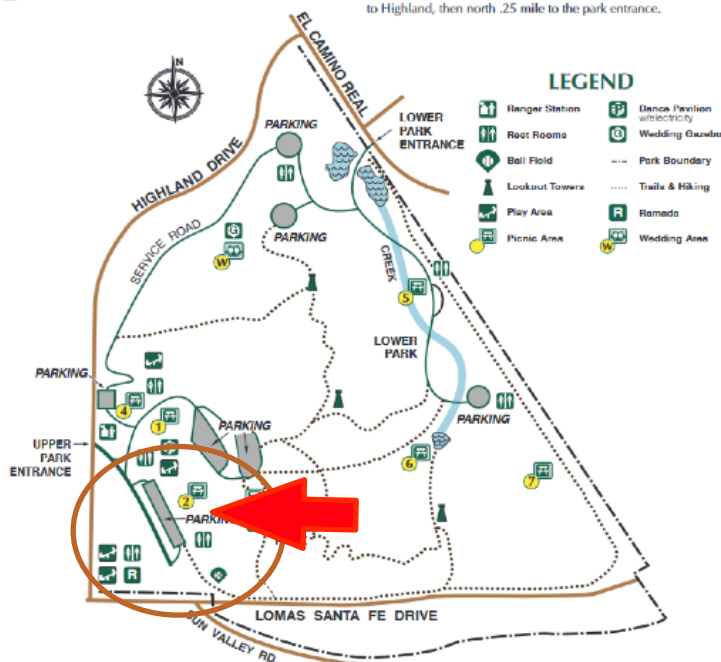 to Highland, then north .25 mile to the park entrance.
EL CAMINO REAL
LEGEND
N
Ranger Station
Dance Pavilion
w/electricity
Rest Rooms
Wedding Gazebo
G
Ball Field
Park Boundary
Lookout Towers
Trails & Hiking
Play Area
R
Ramada
Picnic Area
W
Wedding Area
PARKING
LOWER
PARK
ENTRANCE
HIGHLAND DRIVE
SERVICE ROAD
PARKING
G
W
CREEK
5
LOWER
PARK
PARKING
PARKING
4
1
PARKING
UPPER
PARK
ENTRANCE
6
7
2
PARKING
R
LOMAS SANTA FE DRIVE
SUN VALLEY RD.